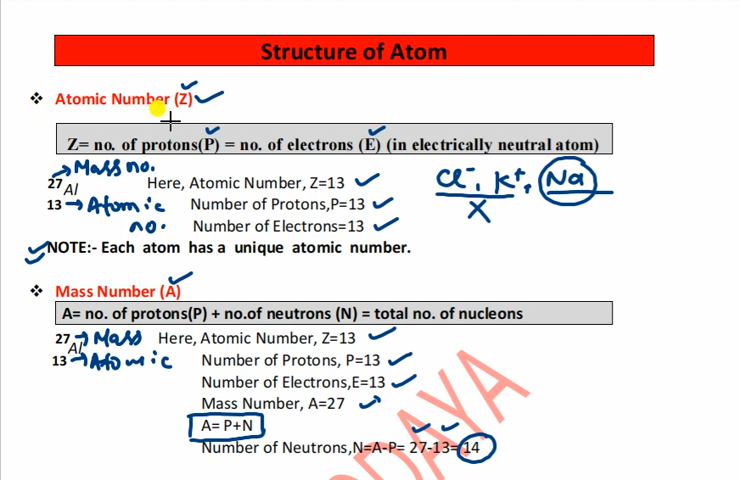 Structure of Atom
❖ Atomic Number (Z)
Z= no. of protons(P) = no. of electrons (E) (in electrically neutral atom)
→ Mass no.
27
Al Here, Atomic Number, Z=13
13 → Atomic no. Number of Protons,P=13
Number of Electrons=13
Cl⁻, K⁺, Na
X
NOTE:- Each atom has a unique atomic number.
❖ Mass Number (A)
A= no. of protons(P) + no.of neutrons (N) = total no. of nucleons
27 → Mass Here, Atomic Number, Z=13
Al
13 → Atomic Number of Protons, P=13
Number of Electrons,E=13
Mass Number, A=27
A= P+N
Number of Neutrons,N=A-P= 27-13=14